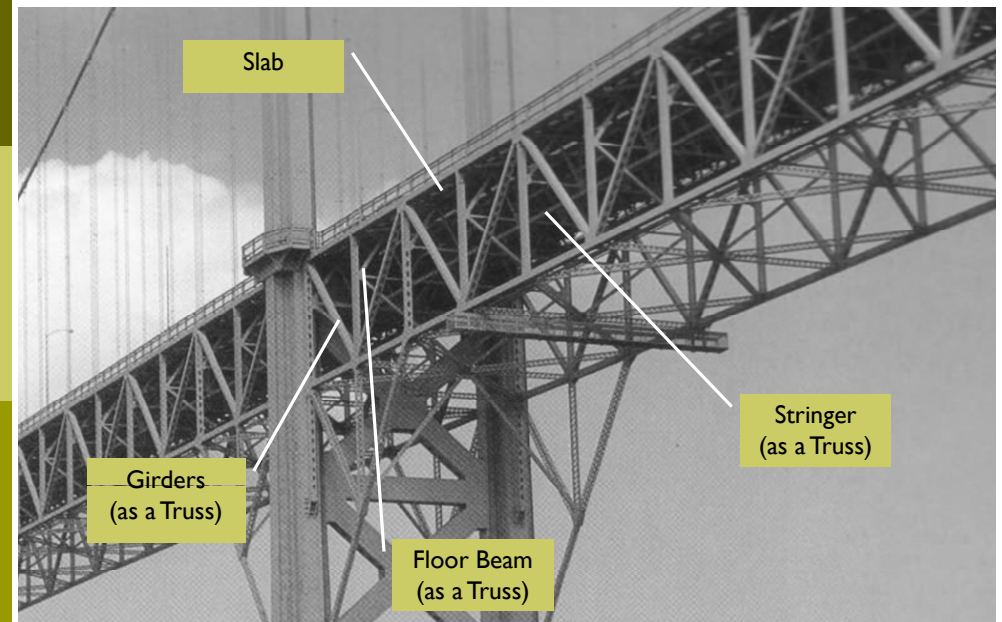 Slab
Stringer
(as a Truss)
Girders
(as a Truss)
Floor Beam
(as a Truss)